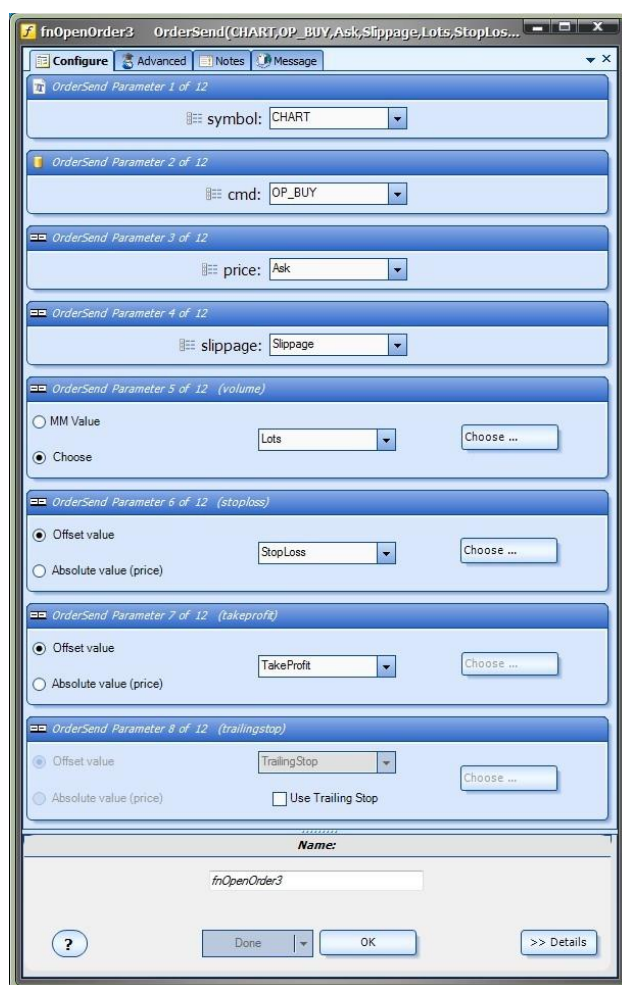 fnOpenOrder3 OrderSend(CHART,OP_BUY,Ask,Slippage,Lots,StopLos...
Configure Advanced Notes Message
OrderSend Parameter 1 of 12
symbol: CHART
OrderSend Parameter 2 of 12
cmd: OP_BUY
OrderSend Parameter 3 of 12
price: Ask
OrderSend Parameter 4 of 12
slippage: Slippage
OrderSend Parameter 5 of 12 (volume)
MM Value
Lots Choose ...
Choose
OrderSend Parameter 6 of 12 (stoploss)
Offset value
StopLoss Choose ...
Absolute value (price)
OrderSend Parameter 7 of 12 (takeprofit)
Offset value
TakeProfit Choose ...
Absolute value (price)
OrderSend Parameter 8 of 12 (trailingstop)
Offset value TrailingStop
Choose ...
Absolute value (price) Use Trailing Stop
Name:
fnOpenOrder3
? Done OK >> Details